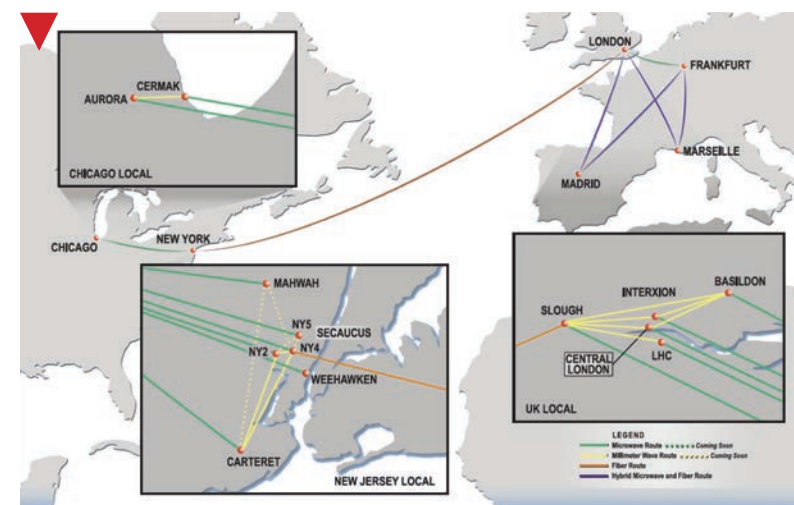 LONDON
FRANKFURT
CERMAK
AURORA
CHICAGO LOCAL
MARSEILLE
MADRID
CHICAGO
NEW YORK
MAHWAH
NY5
SECAUCUS
NY2
NY4
WEEHAWKEN
CARTERET
NEW JERSEY LOCAL
BASILDON
INTERXION
SLOUGH
CENTRAL
LONDON
LHC
UK LOCAL
LEGEND
Microwave Route Coming Soon
Millimeter Wave Route Coming Soon
Fiber Route
Hybrid Microwave and Fiber Route